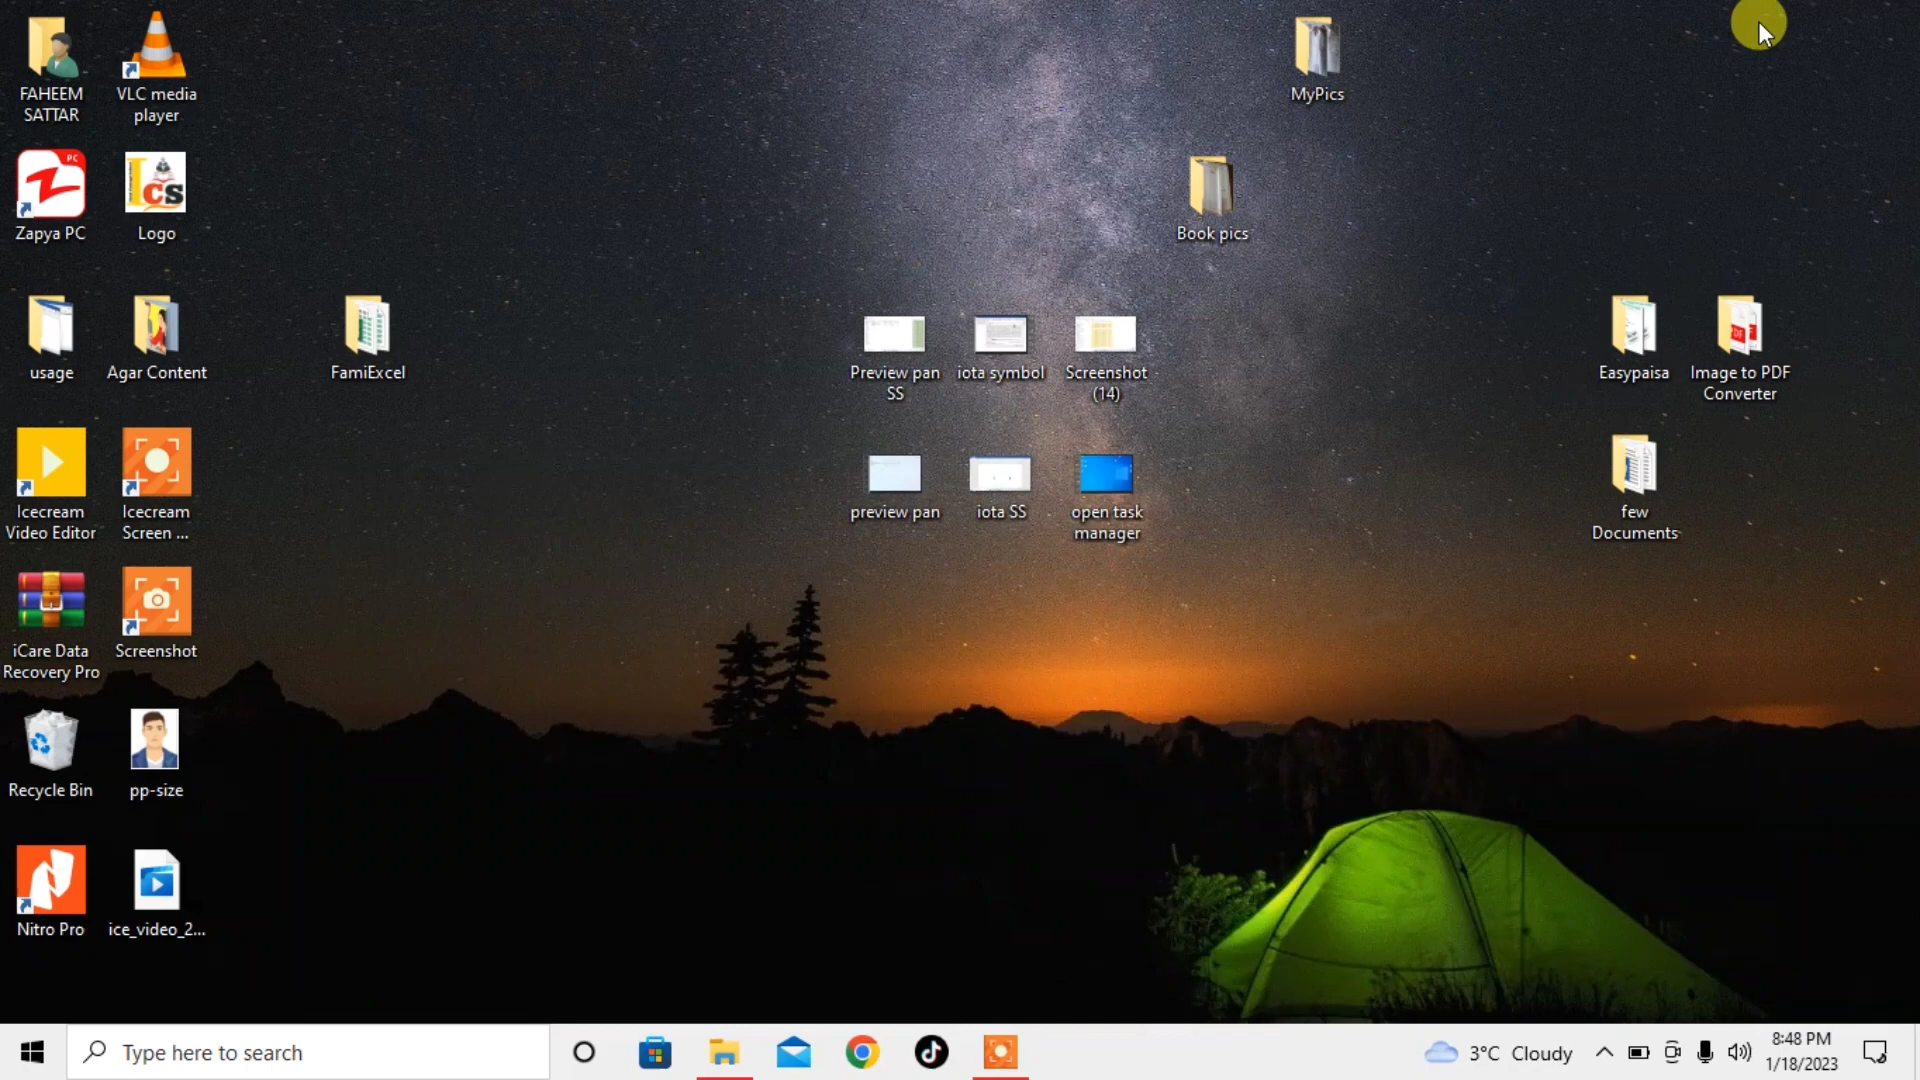 FAHEEM
SATTAR
VLC media
player
MyPics
PC
Zapya PC
CS
Logo
Book pics
usage
Agar Content
FamiExcel
Preview pan
SS
iota symbol
Screenshot
(14)
Easypaisa
PDF
Image to PDF
Converter
Icecream
Video Editor
Icecream
Screen ...
preview pan
iota SS
open task
manager
few
Documents
iCare Data
Recovery Pro
Screenshot
Recycle Bin
pp-size
Nitro Pro
ice_video_2...
Type here to search
3°C Cloudy
8:48 PM
1/18/2023